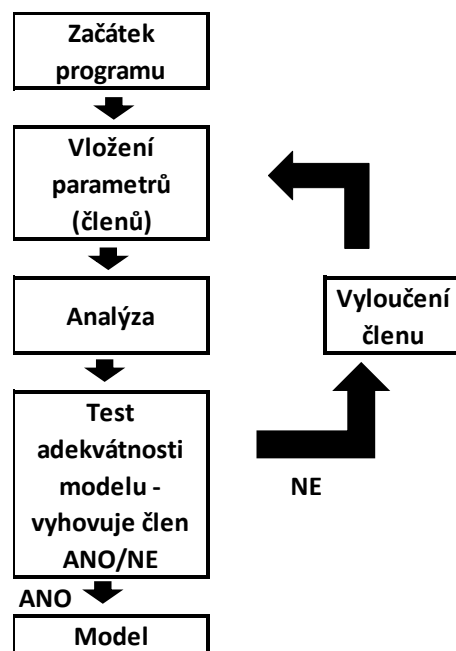 Začátek
programu
Vložení
parametrů
(členů)
Analýza
Vyloučení
členu
Test
adekvátnosti
modelu -
vyhovuje člen
ANO/NE
NE
ANO
Model